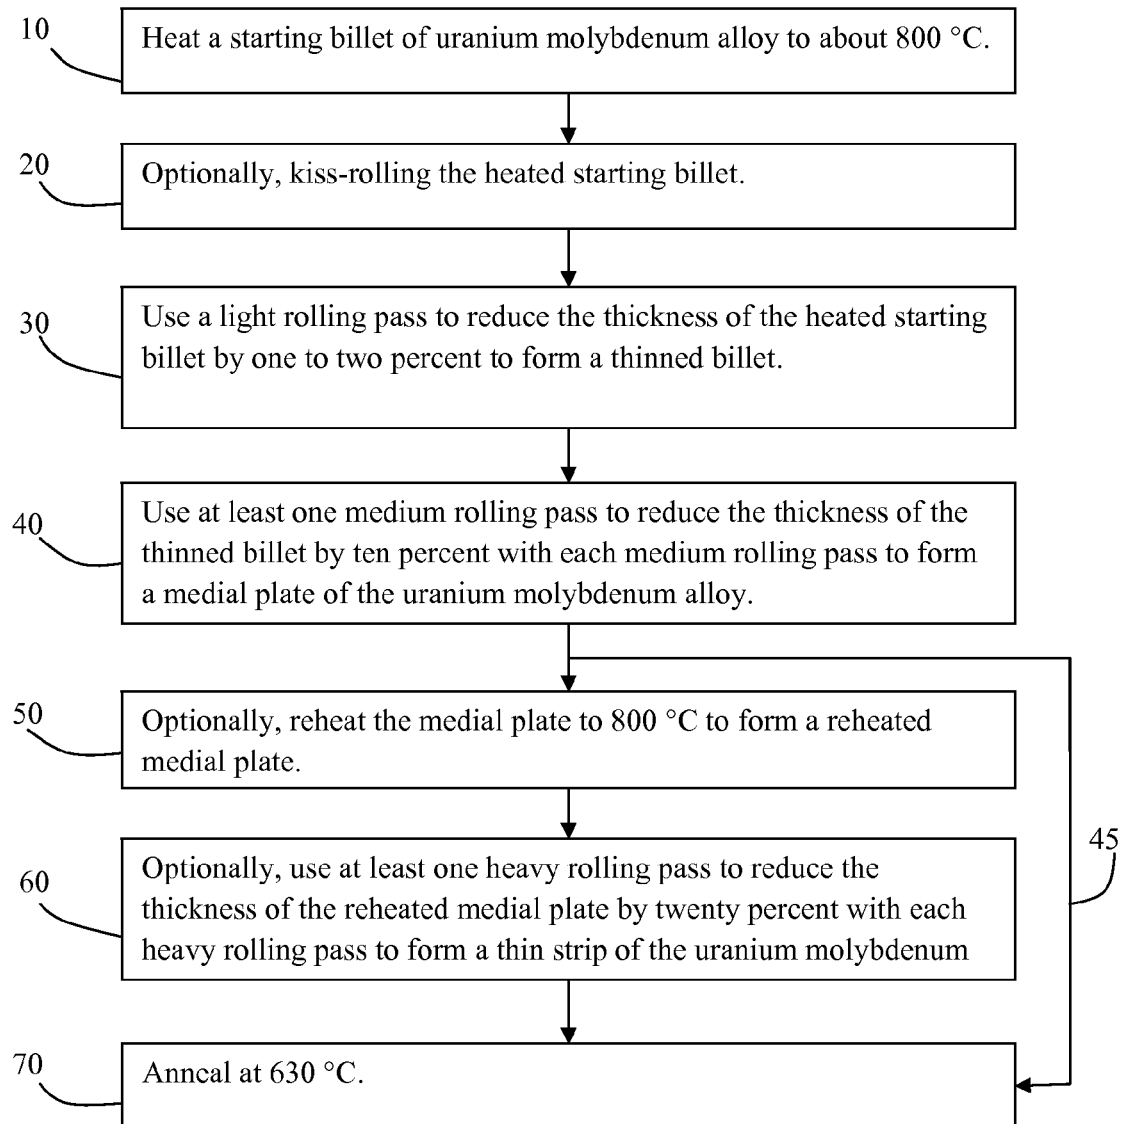 10
Heat a starting billet of uranium molybdenum alloy to about 800 °C.
20
Optionally, kiss-rolling the heated starting billet.
30
Use a light rolling pass to reduce the thickness of the heated starting
billet by one to two percent to form a thinned billet.
40
Use at least one medium rolling pass to reduce the thickness of the
thinned billet by ten percent with each medium rolling pass to form
a medial plate of the uranium molybdenum alloy.
50
Optionally, reheat the medial plate to 800 °C to form a reheated
medial plate.
45
60
Optionally, use at least one heavy rolling pass to reduce the
thickness of the reheated medial plate by twenty percent with each
heavy rolling pass to form a thin strip of the uranium molybdenum
70
Anneal at 630 °C.